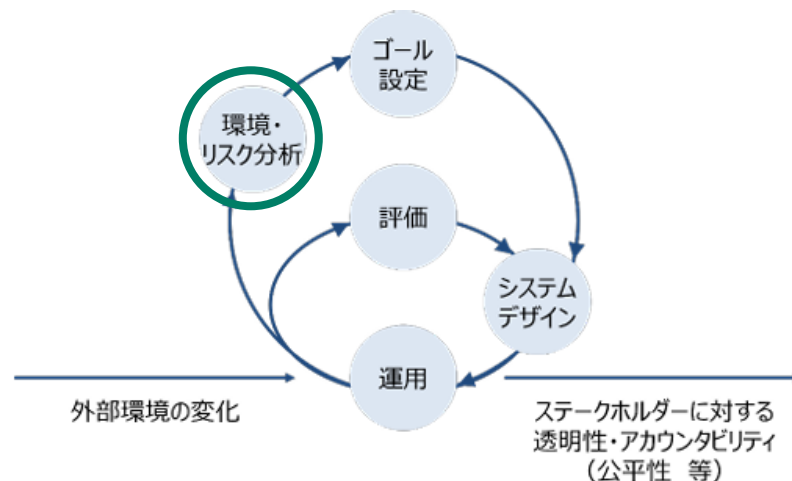 ゴール
設定
環境・
リスク分析
評価
システム
デザイン
運用
外部環境の変化
ステークホルダーに対する
透明性・アカウンタビリティ
（公平性 等）